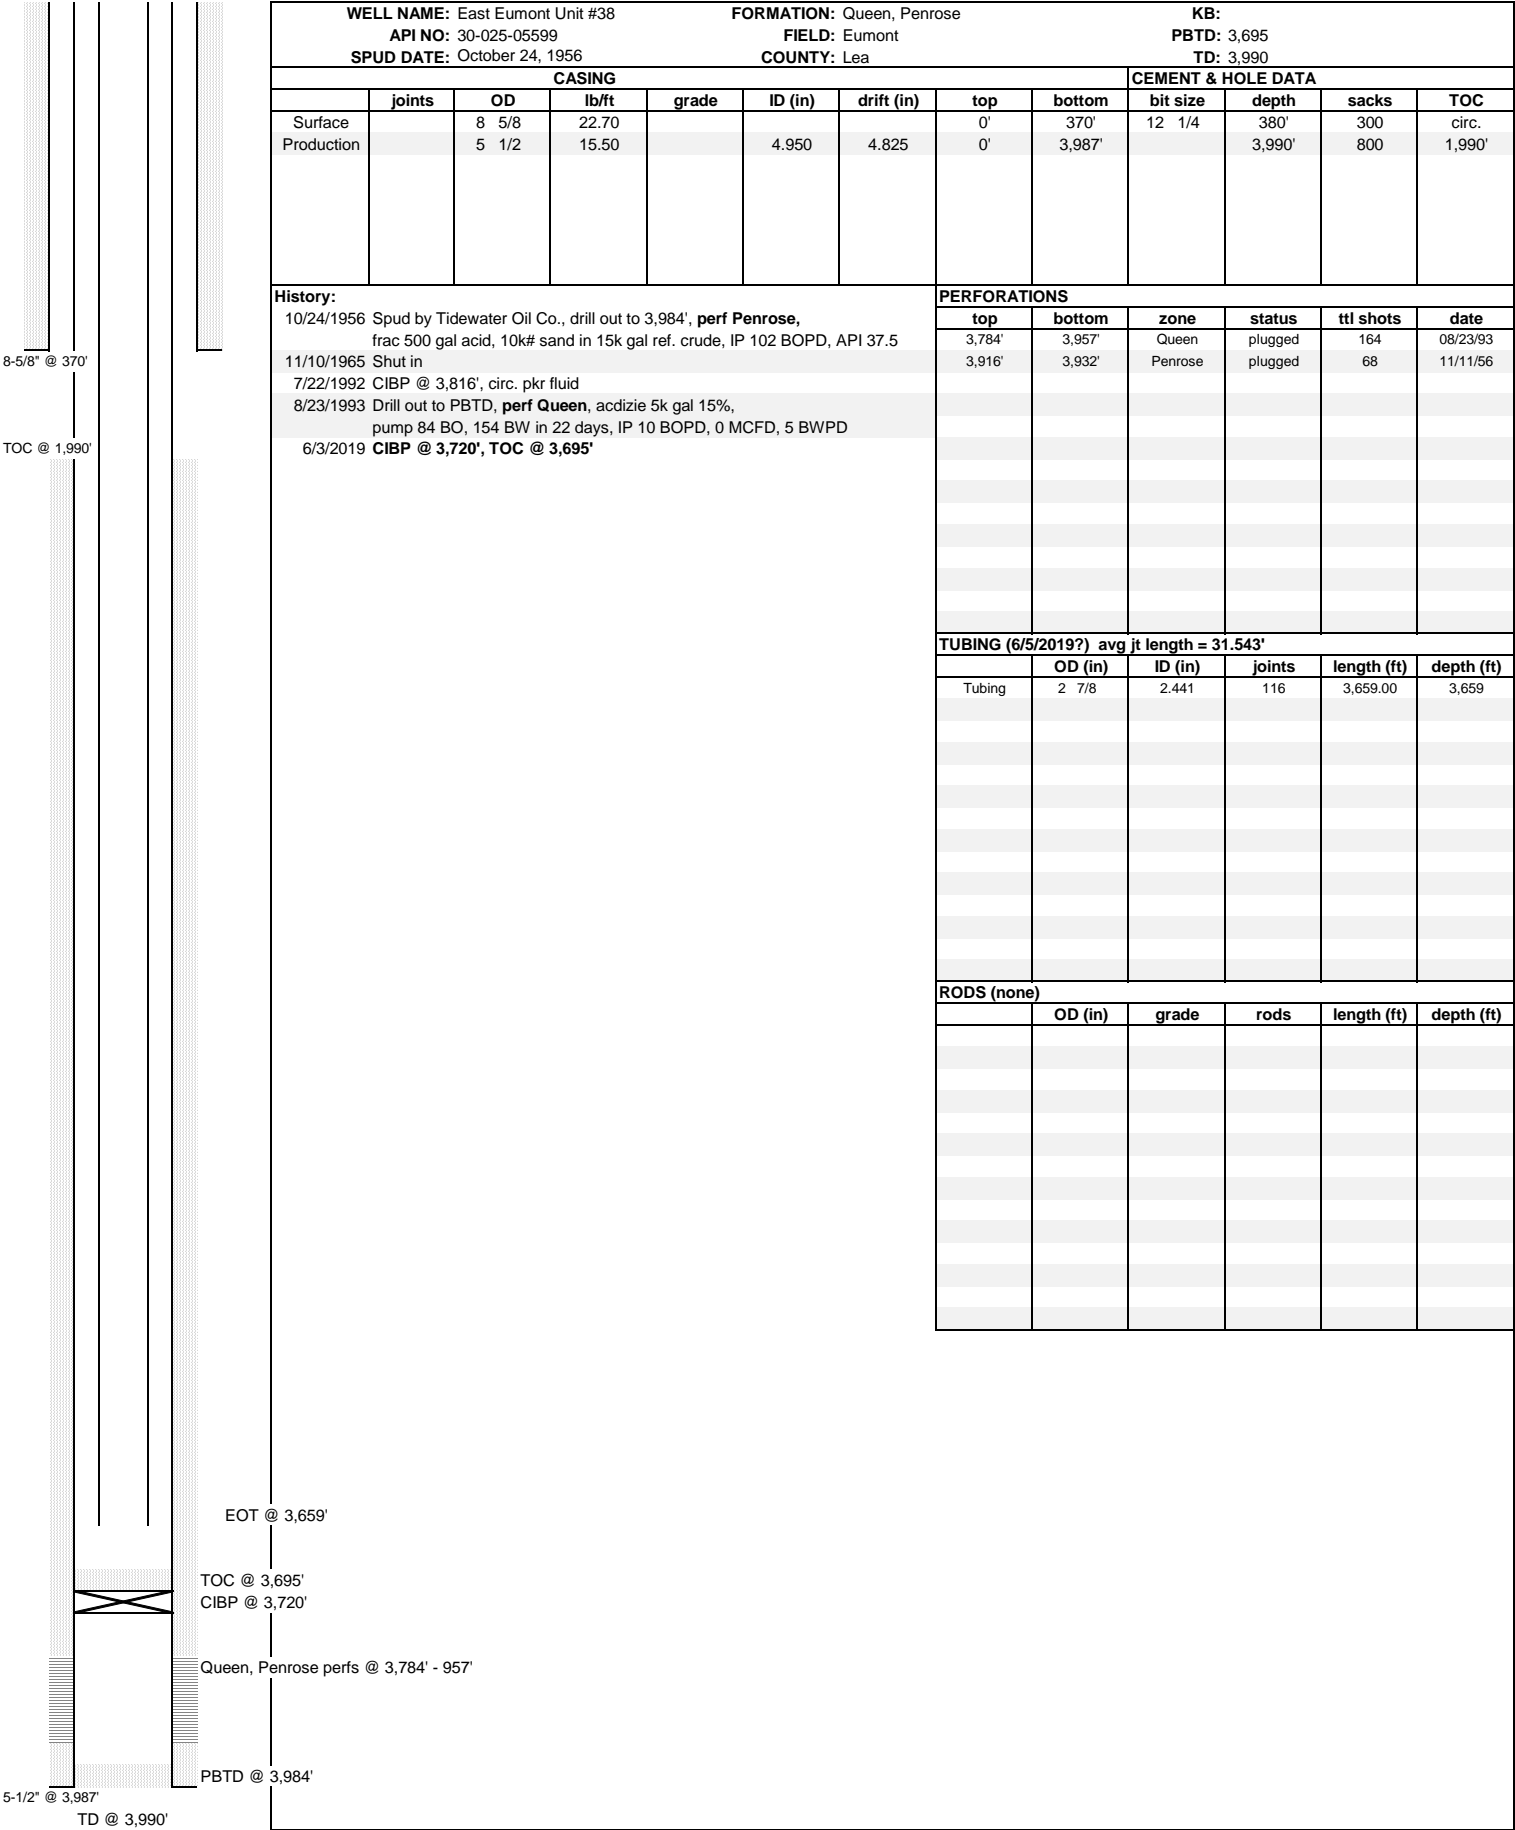 WELL NAME: East Eumont Unit #38 FORMATION: Queen, Penrose KB:
API NO: 30-025-05599 FIELD: Eumont PBTD: 3,695
SPUD DATE: October 24, 1956 COUNTY: Lea TD: 3,990
CASING CEMENT & HOLE DATA
joints OD lb/ft grade ID (in) drift (in) top bottom bit size depth sacks TOC
Surface 8 5/8 22.70 0' 370' 12 1/4 380' 300 circ.
Production 5 1/2 15.50 4.950 4.825 0' 3,987' 3,990' 800 1,990'
History:
10/24/1956 Spud by Tidewater Oil Co., drill out to 3,984', perf Penrose,
frac 500 gal acid, 10k# sand in 15k gal ref. crude, IP 102 BOPD, API 37.5
11/10/1965 Shut in
7/22/1992 CIBP @ 3,816', circ. pkr fluid
8/23/1993 Drill out to PBTD, perf Queen, acdizie 5k gal 15%,
pump 84 BO, 154 BW in 22 days, IP 10 BOPD, 0 MCFD, 5 BWPD
6/3/2019 CIBP @ 3,720', TOC @ 3,695'
PERFORATIONS
top bottom zone status ttl shots date
3,784' 3,957' Queen plugged 164 08/23/93
3,916' 3,932' Penrose plugged 68 11/11/56
TUBING (6/5/2019?) avg jt length = 31.543'
OD (in) ID (in) joints length (ft) depth (ft)
Tubing 2 7/8 2.441 116 3,659.00 3,659
RODS (none)
OD (in) grade rods length (ft) depth (ft)
8-5/8" @ 370'
TOC @ 1,990'
EOT @ 3,659'
TOC @ 3,695'
CIBP @ 3,720'
Queen, Penrose perfs @ 3,784' - 957'
PBTD @ 3,984'
5-1/2" @ 3,987'
TD @ 3,990'